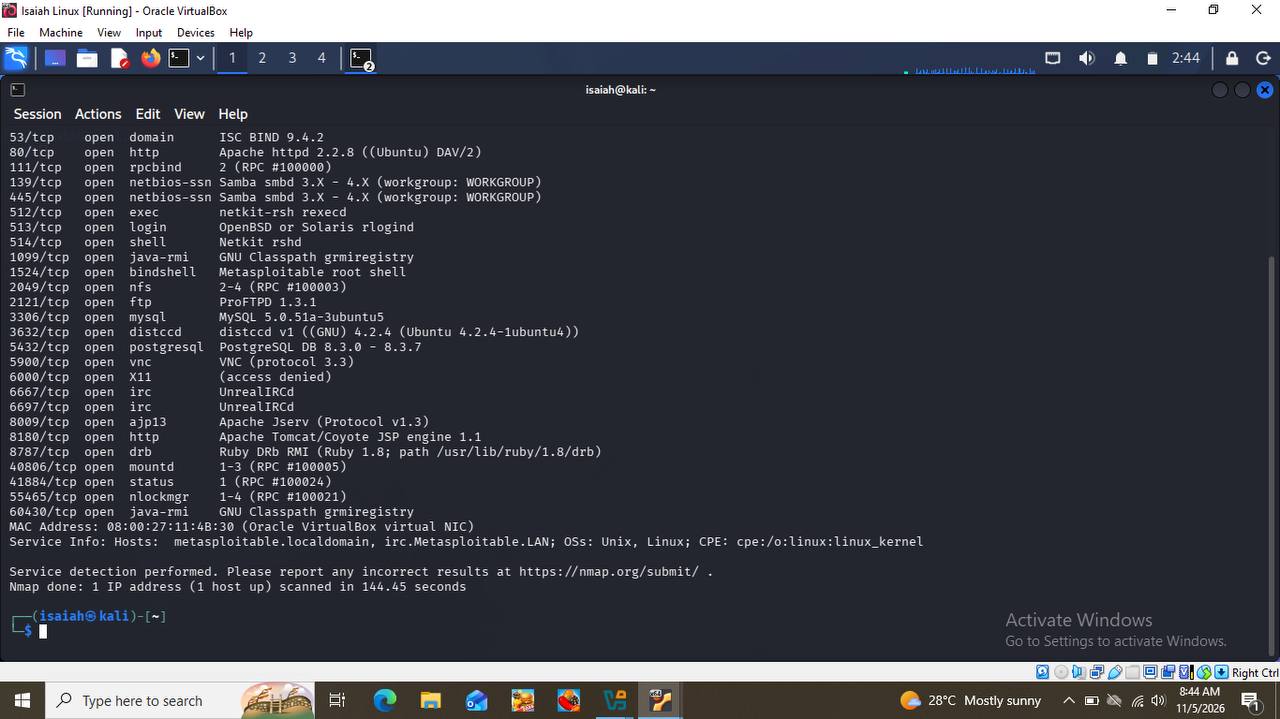 Isaiah Linux [Running] - Oracle VirtualBox
File Machine View Input Devices Help
1 2 3 4 2 2:44
isaiah@kali: ~
Session Actions Edit View Help
53/tcp open domain ISC BIND 9.4.2
80/tcp open http Apache httpd 2.2.8 ((Ubuntu) DAV/2)
111/tcp open rpcbind 2 (RPC #100000)
139/tcp open netbios-ssn Samba smbd 3.X - 4.X (workgroup: WORKGROUP)
445/tcp open netbios-ssn Samba smbd 3.X - 4.X (workgroup: WORKGROUP)
512/tcp open exec netkit-rsh rexecd
513/tcp open login OpenBSD or Solaris rlogind
514/tcp open shell Netkit rshd
1099/tcp open java-rmi GNU Classpath grmiregistry
1524/tcp open bindshell Metasploitable root shell
2049/tcp open nfs 2-4 (RPC #100003)
2121/tcp open ftp ProFTPD 1.3.1
3306/tcp open mysql MySQL 5.0.51a-3ubuntu5
3632/tcp open distccd distccd v1 ((GNU) 4.2.4 (Ubuntu 4.2.4-1ubuntu4))
5432/tcp open postgresql PostgreSQL DB 8.3.0 - 8.3.7
5900/tcp open vnc VNC (protocol 3.3)
6000/tcp open X11 (access denied)
6667/tcp open irc UnrealIRCd
6697/tcp open irc UnrealIRCd
8009/tcp open ajp13 Apache Jserv (Protocol v1.3)
8180/tcp open http Apache Tomcat/Coyote JSP engine 1.1
8787/tcp open drb Ruby DRb RMI (Ruby 1.8; path /usr/lib/ruby/1.8/drb)
40806/tcp open mountd 1-3 (RPC #100005)
41884/tcp open status 1 (RPC #100024)
55465/tcp open nlockmgr 1-4 (RPC #100021)
60430/tcp open java-rmi GNU Classpath grmiregistry
MAC Address: 08:00:27:11:4B:30 (Oracle VirtualBox virtual NIC)
Service Info: Hosts: metasploitable.localdomain, irc.Metasploitable.LAN; OSs: Unix, Linux; CPE: cpe:/o:linux:linux_kernel
Service detection performed. Please report any incorrect results at https://nmap.org/submit/ .
Nmap done: 1 IP address (1 host up) scanned in 144.45 seconds
┌──(isaiah㉿kali)-[~]
└─$
Activate Windows
Go to Settings to activate Windows.
Right Ctrl
Type here to search
28°C Mostly sunny
8:44 AM
11/5/2026
1